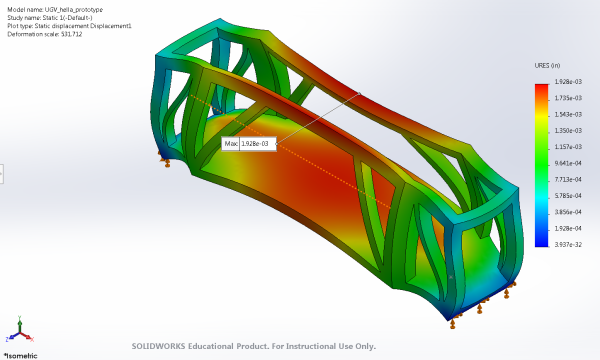 Model name: UGV_hella_prototype
Study name: Static 1(-Default-)
Plot type: Static displacement Displacement1
Deformation scale: 531.712
URES (in)
1.928e-03
1.735e-03
1.543e-03
1.350e-03
1.157e-03
9.641e-04
7.713e-04
5.785e-04
3.856e-04
1.928e-04
3.937e-32
Max: 1.928e-03
Y
Z
X
SOLIDWORKS Educational Product. For Instructional Use Only.
*Isometric